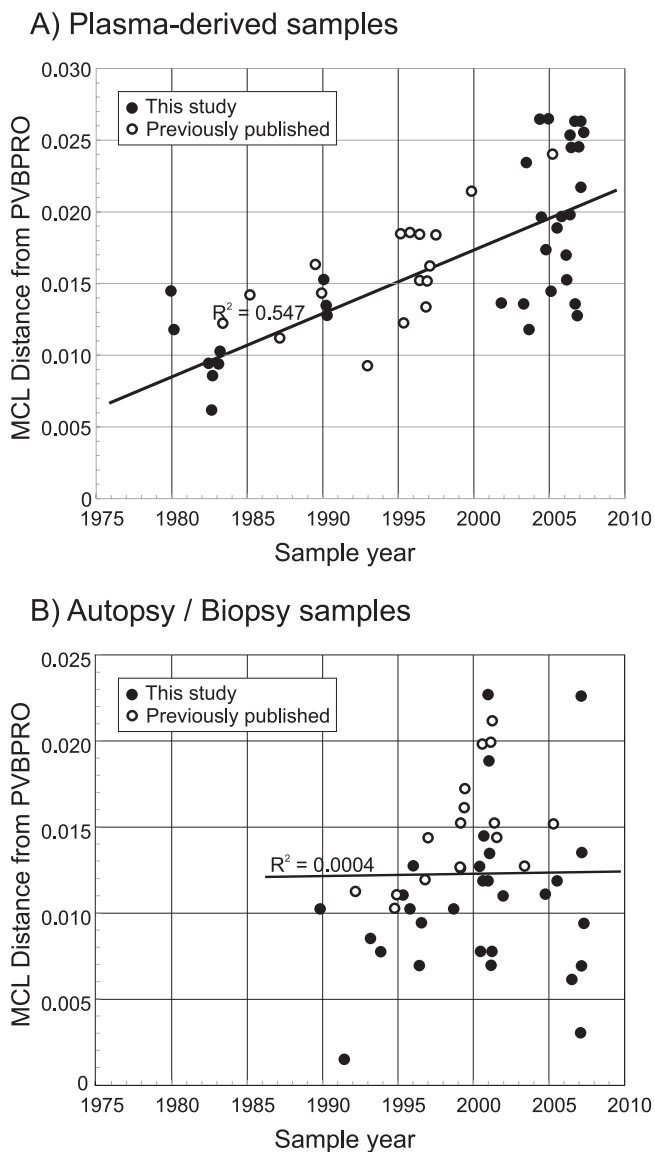 A) Plasma-derived samples
0.030
0.025
0.020
0.015
0.010
0.005
0
MCL Distance from PVBPRO
This study
Previously published
R² = 0.547
1975 1980 1985 1990 1995 2000 2005 2010
Sample year
B) Autopsy / Biopsy samples
0.025
0.020
0.015
0.010
0.005
0
MCL Distance from PVBPRO
This study
Previously published
R² = 0.0004
1975 1980 1985 1990 1995 2000 2005 2010
Sample year